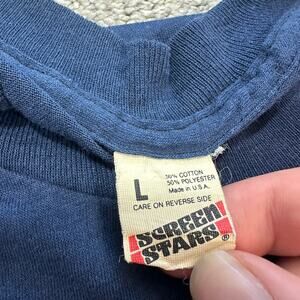 L
50% COTTON
50% POLYESTER
Made in U.S.A.
CARE ON REVERSE SIDE
SCREEN
STARS®